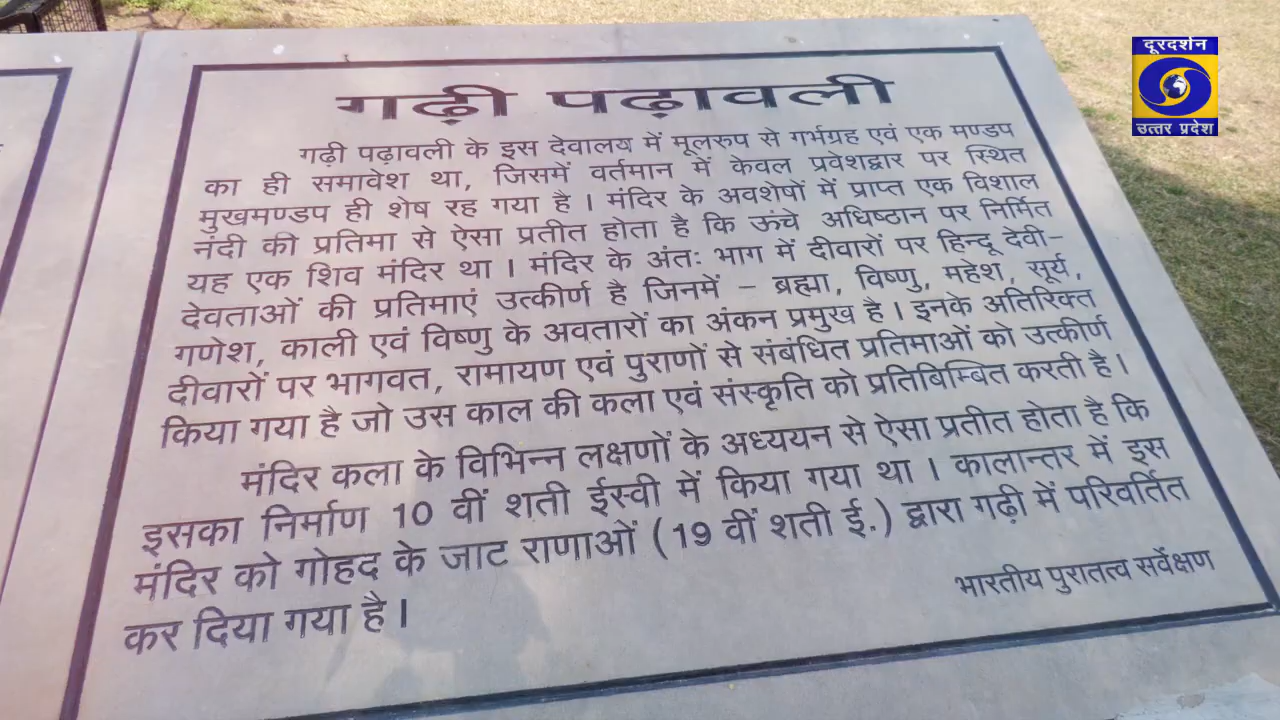 दूरदर्शन
उत्तर प्रदेश
गढ़ी पढ़ावली
गढ़ी पढ़ावली के इस देवालय में मूलरुप से गर्भग्रह एवं एक मण्डप
का ही समावेश था, जिसमें वर्तमान में केवल प्रवेशद्वार पर स्थित
मुखमण्डप ही शेष रह गया है । मंदिर के अवशेषों में प्राप्त एक विशाल
नंदी की प्रतिमा से ऐसा प्रतीत होता है कि ऊंचे अधिष्ठान पर निर्मित
यह एक शिव मंदिर था । मंदिर के अंतः भाग में दीवारों पर हिन्दू देवी-
देवताओं की प्रतिमाएं उत्कीर्ण है जिनमें - ब्रह्मा, विष्णु, महेश, सूर्य,
गणेश, काली एवं विष्णु के अवतारों का अंकन प्रमुख है । इनके अतिरिक्त
दीवारों पर भागवत, रामायण एवं पुराणों से संबंधित प्रतिमाओं को उत्कीर्ण
किया गया है जो उस काल की कला एवं संस्कृति को प्रतिबिम्बित करती है ।
मंदिर कला के विभिन्न लक्षणों के अध्ययन से ऐसा प्रतीत होता है कि
इसका निर्माण 10 वीं शती ईस्वी में किया गया था । कालान्तर में इस
मंदिर को गोहद के जाट राणाओं (19 वीं शती ई.) द्वारा गढ़ी में परिवर्तित
कर दिया गया है ।
भारतीय पुरातत्व सर्वेक्षण